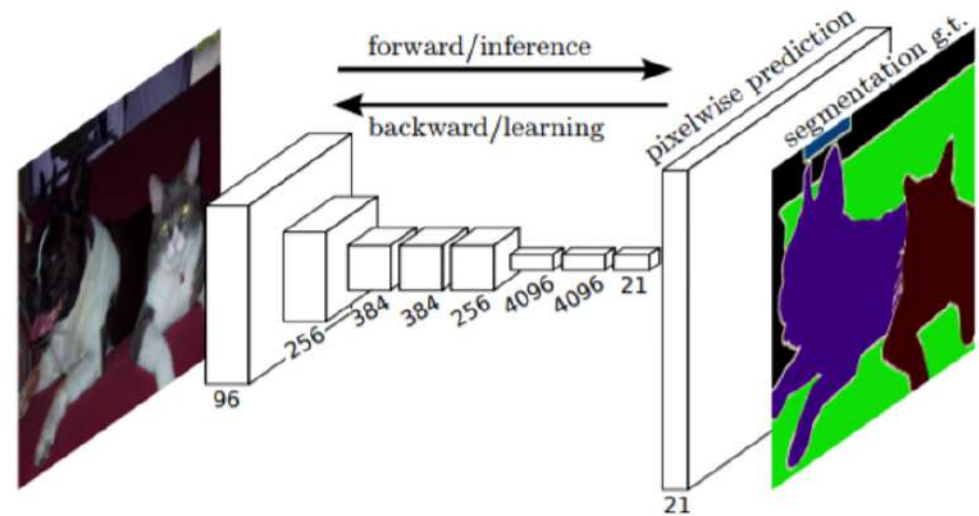 forward/inference
backward/learning
pixelwise prediction
segmentation g.t.
96
256
384
384
256
4096
4096
21
21